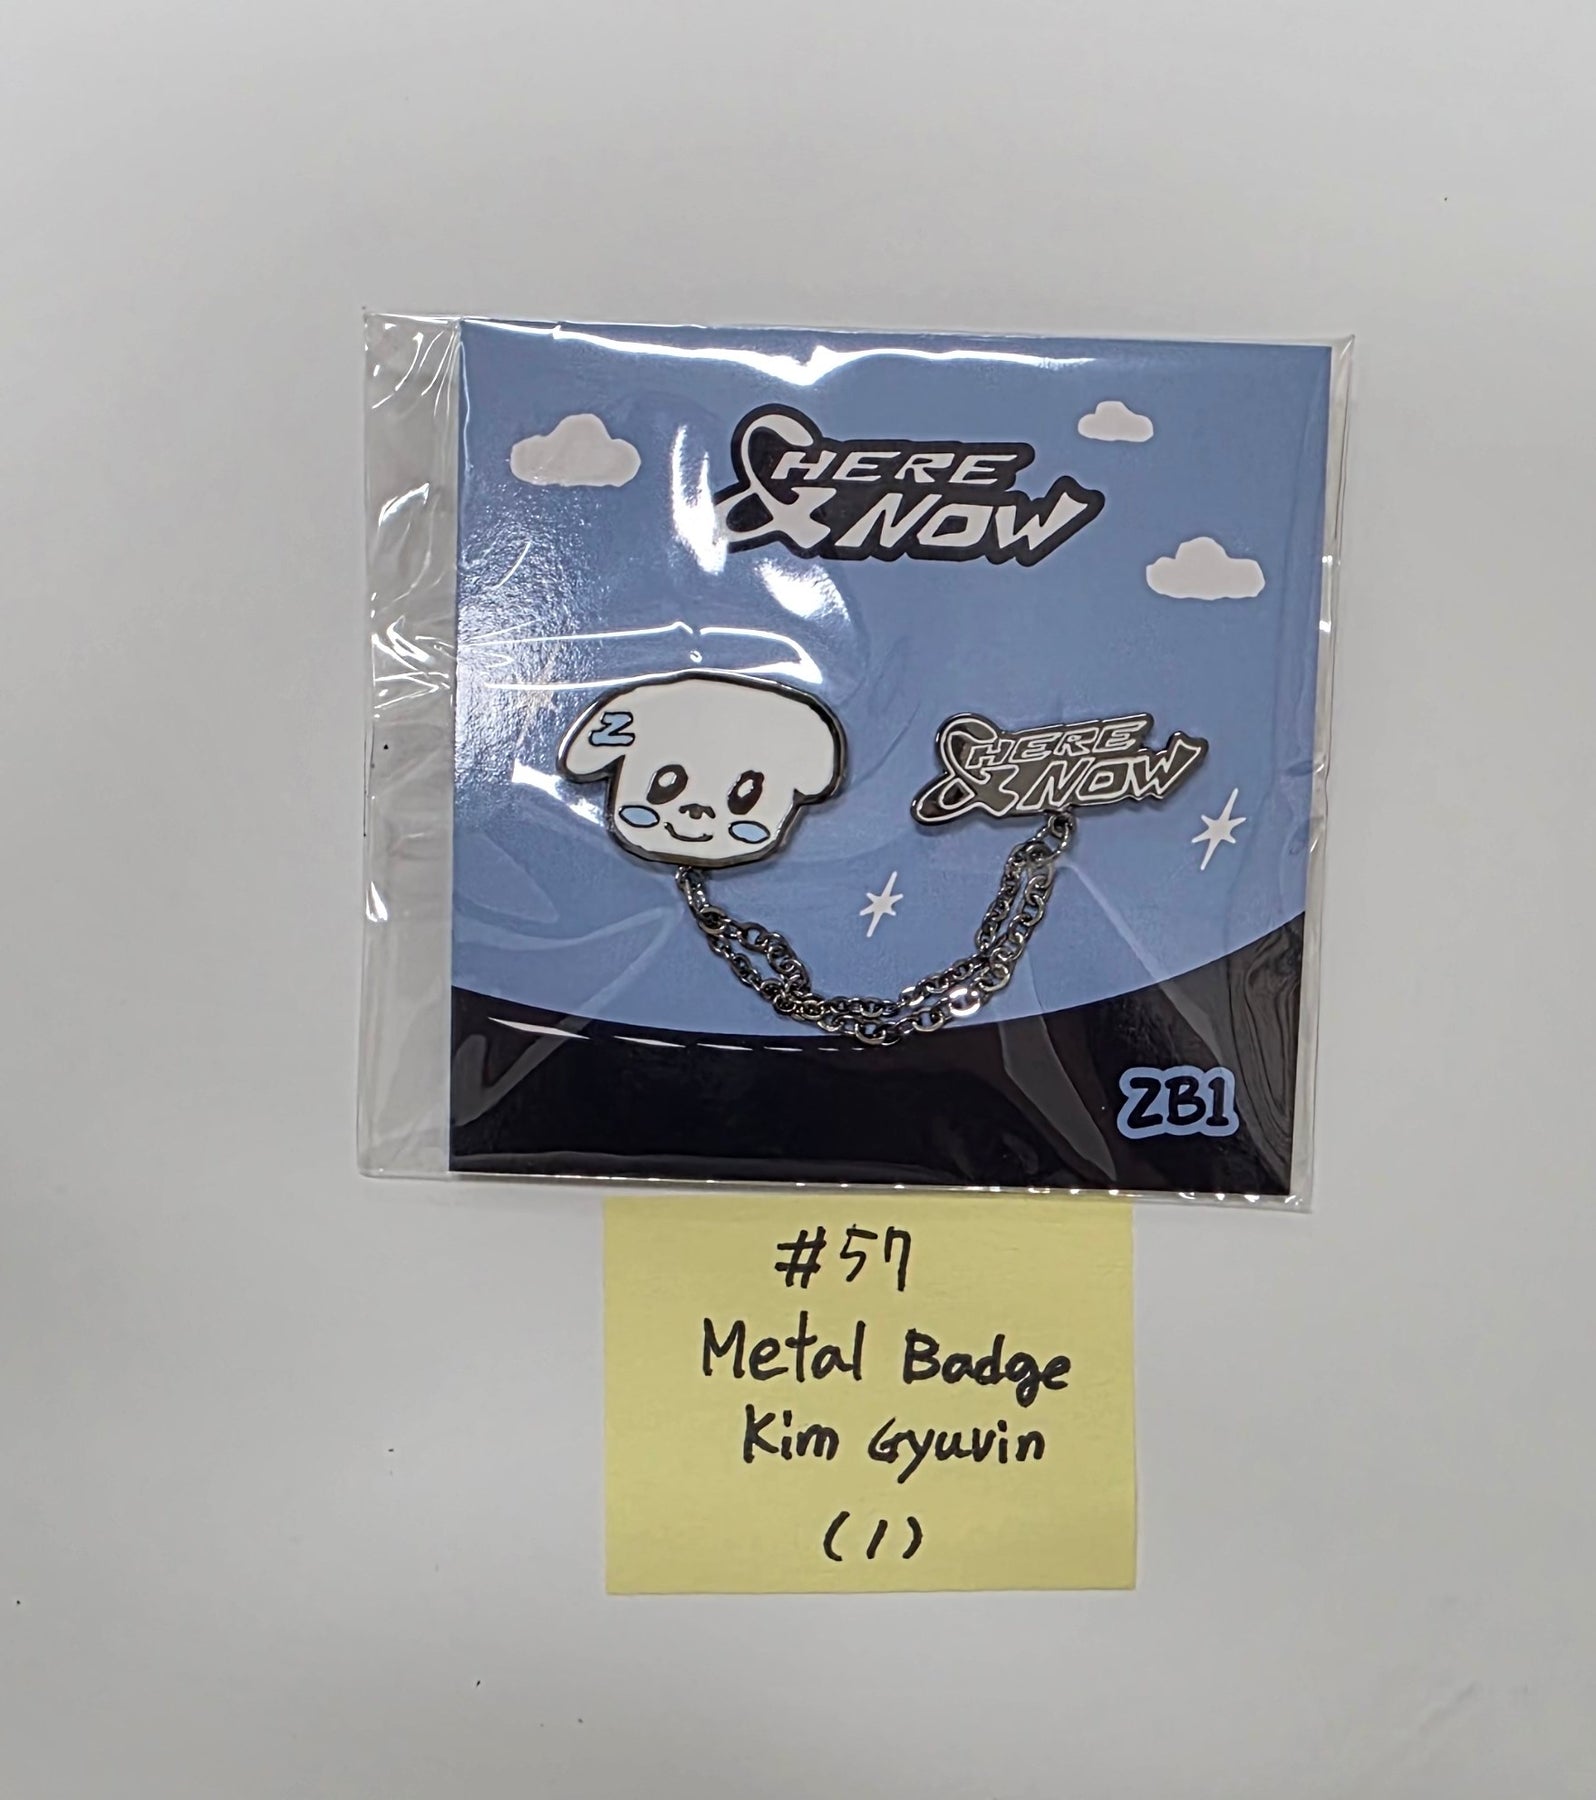 HERE
& NOW
Z
HERE
& NOW
ZB1
#57
Metal Badge
Kim Gyuvin
(1)